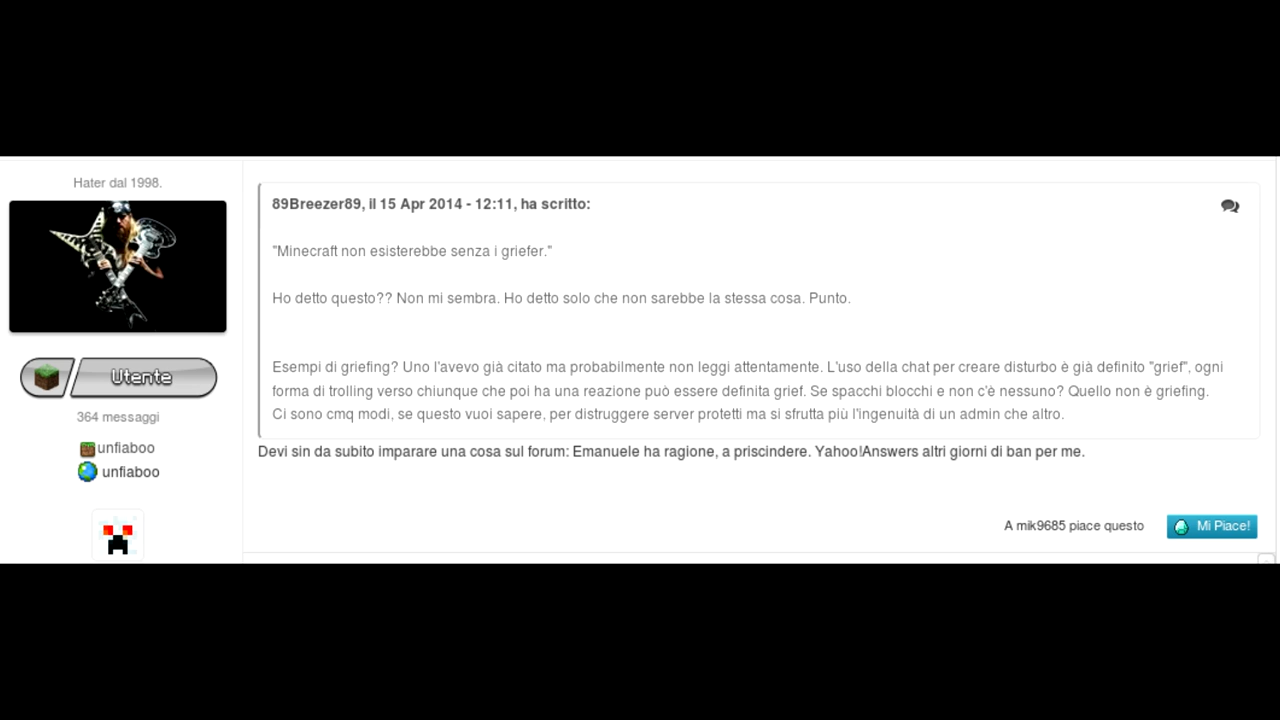 Hater dal 1998.
Utente
364 messaggi
unfiaboo
unfiaboo
89Breezer89, il 15 Apr 2014 - 12:11, ha scritto:
"Minecraft non esisterebbe senza i griefer."
Ho detto questo?? Non mi sembra. Ho detto solo che non sarebbe la stessa cosa. Punto.
Esempi di griefing? Uno l'avevo già citato ma probabilmente non leggi attentamente. L'uso della chat per creare disturbo è già definito "grief", ogni
forma di trolling verso chiunque che poi ha una reazione può essere definita grief. Se spacchi blocchi e non c'è nessuno? Quello non è griefing.
Ci sono cmq modi, se questo vuoi sapere, per distruggere server protetti ma si sfrutta più l'ingenuità di un admin che altro.
Devi sin da subito imparare una cosa sul forum: Emanuele ha ragione, a priscindere. Yahoo!Answers altri giorni di ban per me.
A mik9685 piace questo
Mi Piace!